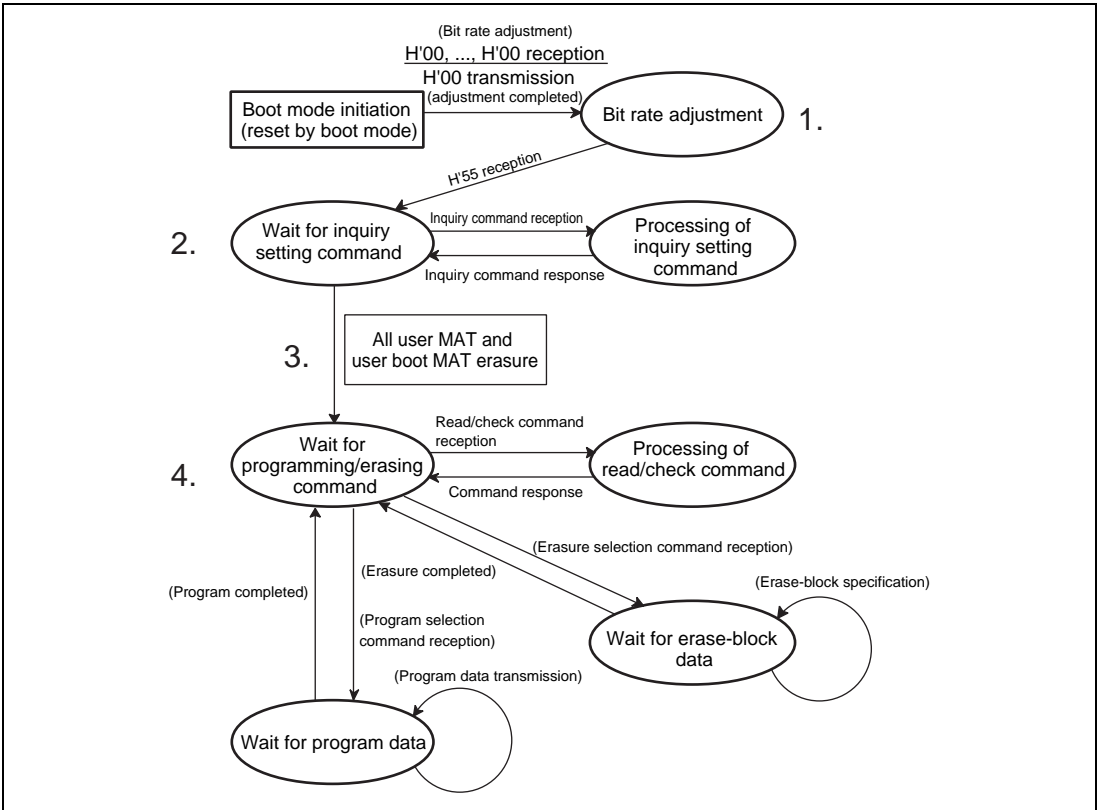 (Bit rate adjustment)
H'00, ..., H'00 reception
H'00 transmission
(adjustment completed)
Boot mode initiation
(reset by boot mode)
Bit rate adjustment
1.
H'55 reception
2.
Wait for inquiry
setting command
Inquiry command reception
Inquiry command response
Processing of
inquiry setting
command
3.
All user MAT and
user boot MAT erasure
4.
Wait for
programming/erasing
command
Read/check command
reception
Command response
Processing of
read/check command
(Erasure selection command reception)
(Program completed)
(Erasure completed)
(Program selection
command reception)
(Erase-block specification)
Wait for erase-block
data
(Program data transmission)
Wait for program data